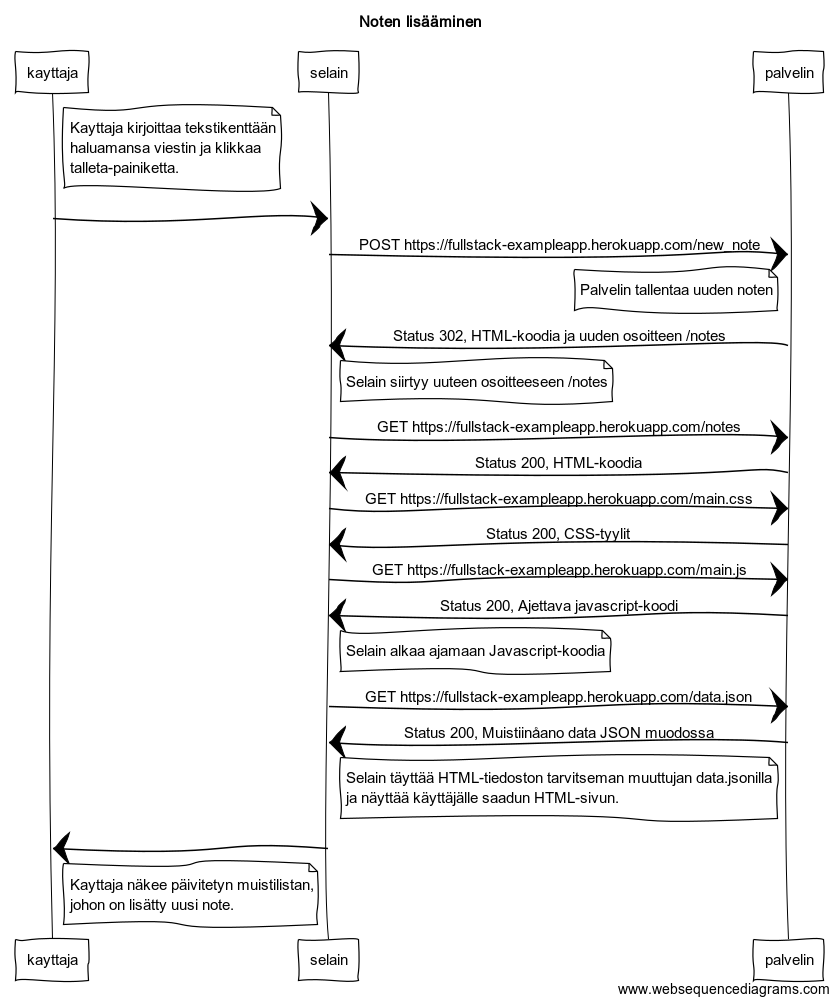 Noten lisääminen
kayttaja
selain
palvelin
Kayttaja kirjoittaa tekstikenttään
haluamansa viestin ja klikkaa
talleta-painiketta.
POST https://fullstack-exampleapp.herokuapp.com/new_note
Palvelin tallentaa uuden noten
Status 302, HTML-koodia ja uuden osoitteen /notes
Selain siirtyy uuteen osoitteeseen /notes
GET https://fullstack-exampleapp.herokuapp.com/notes
Status 200, HTML-koodia
GET https://fullstack-exampleapp.herokuapp.com/main.css
Status 200, CSS-tyylit
GET https://fullstack-exampleapp.herokuapp.com/main.js
Status 200, Ajettava javascript-koodi
Selain alkaa ajamaan Javascript-koodia
GET https://fullstack-exampleapp.herokuapp.com/data.json
Status 200, Muistiinåano data JSON muodossa
Selain täyttää HTML-tiedoston tarvitseman muuttujan data.jsonilla
ja näyttää käyttäjälle saadun HTML-sivun.
Kayttaja näkee päivitetyn muistilistan,
johon on lisätty uusi note.
kayttaja
selain
palvelin
www.websequencediagrams.com